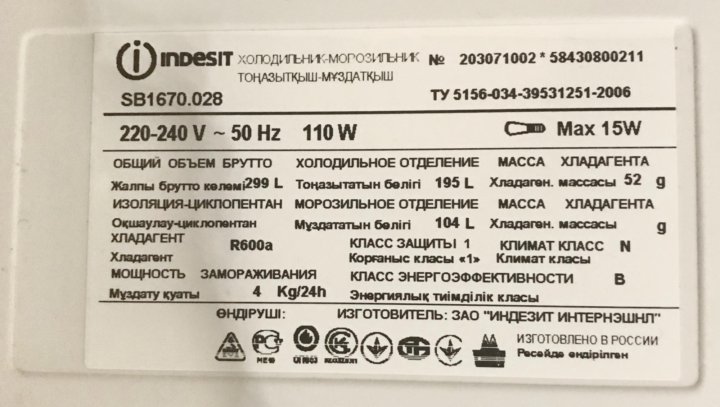 indesit ХОЛОДИЛЬНИК-МОРОЗИЛЬНИК № 203071002 * 58430800211
ТОҢАЗЫТҚЫШ-МҰЗДАТҚЫШ
SB1670.028 ТУ 5156-034-39531251-2006
220-240 V ~ 50 Hz 110 W Max 15W
ОБЩИЙ ОБЪЕМ БРУТТО ХОЛОДИЛЬНОЕ ОТДЕЛЕНИЕ МАССА ХЛАДАГЕНТА
Жалпы брутто көлемі 299 L Тоңазытатын бөлігі 195 L Хладаген. массасы 52 g
ИЗОЛЯЦИЯ-ЦИКЛОПЕНТАН МОРОЗИЛЬНОЕ ОТДЕЛЕНИЕ МАССА ХЛАДАГЕНТА
Оқшаулау-циклопентан Мұздататын бөлігі 104 L Хладаген. массасы g
ХЛАДАГЕНТ R600a КЛАСС ЗАЩИТЫ 1 КЛИМАТ КЛАСС N
Хладагент Корғаныс класы «1» Климат класы
МОЩНОСТЬ ЗАМОРАЖИВАНИЯ КЛАСС ЭНЕРГОЭФФЕКТИВНОСТИ B
Мұздату қуаты 4 Kg/24h Энергиялық тиімділік класы
ӨНДІРУШІ: ИЗГОТОВИТЕЛЬ: ЗАО "ИНДЕЗИТ ИНТЕРНЭШНЛ"
ИЗГОТОВЛЕНО В РОССИИ
Ресейде өндірілген